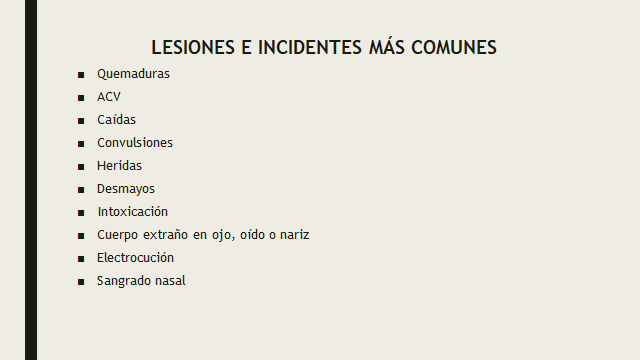 LESIONES E INCIDENTES MÁS COMUNES
▪ Quemaduras
▪ ACV
▪ Caídas
▪ Convulsiones
▪ Heridas
▪ Desmayos
▪ Intoxicación
▪ Cuerpo extraño en ojo, oído o nariz
▪ Electrocución
▪ Sangrado nasal